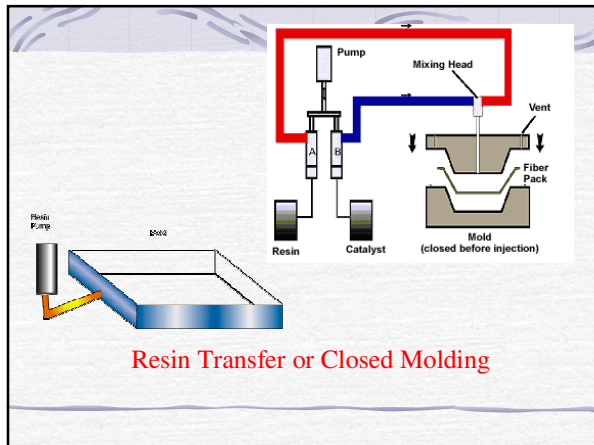 Pump
Mixing Head
Vent
A
B
Fiber
Pack
Resin
Catalyst
Mold
(closed before injection)
Resin
Pump
Mold
Resin Transfer or Closed Molding